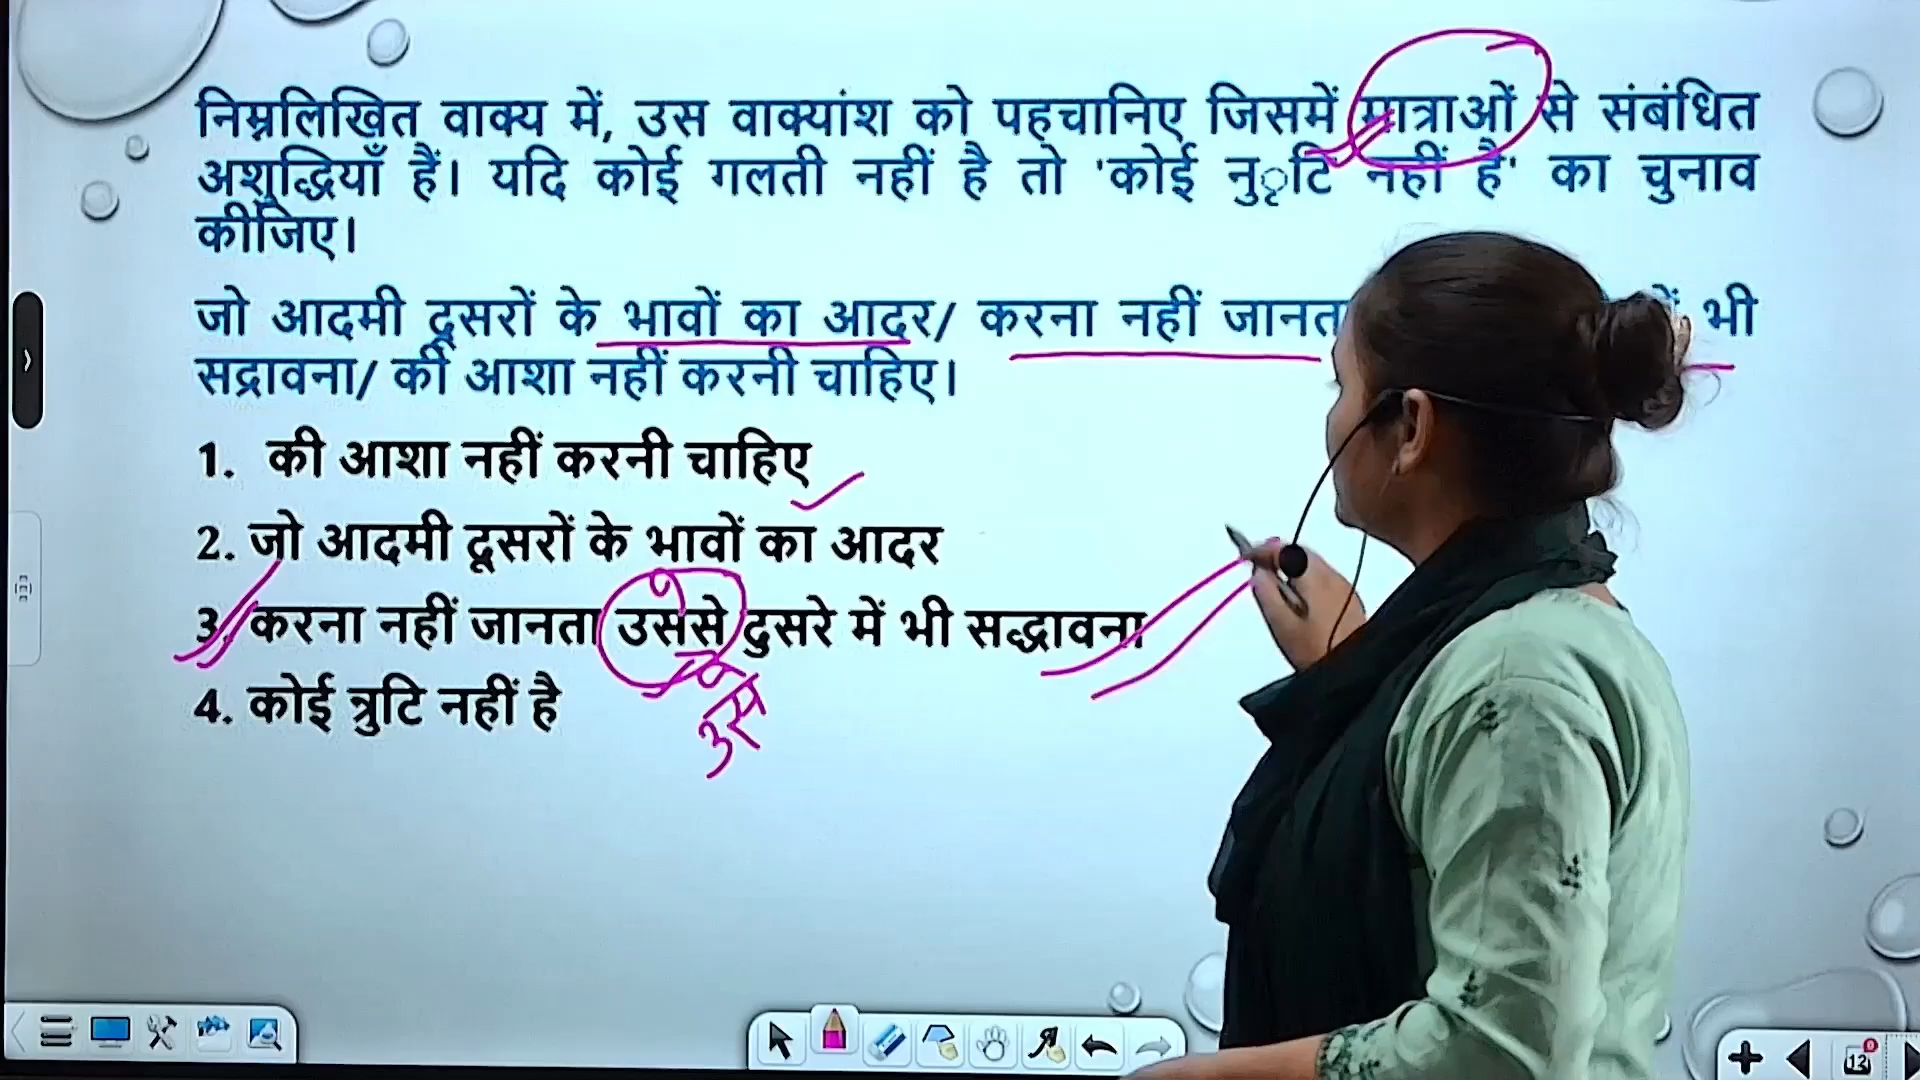 निम्नलिखित वाक्य में, उस वाक्यांश को पहचानिए जिसमें मात्राओं से संबंधित
अशुद्धियाँ हैं। यदि कोई गलती नहीं है तो 'कोई नुृटि नहीं है' का चुनाव
कीजिए।
जो आदमी दूसरों के भावों का आदर/ करना नहीं जानता भी
सद्रावना/ की आशा नहीं करनी चाहिए।
1. की आशा नहीं करनी चाहिए
2. जो आदमी दूसरों के भावों का आदर
3. करना नहीं जानता उससे दुसरे में भी सद्भावना
4. कोई त्रुटि नहीं है
उस
12